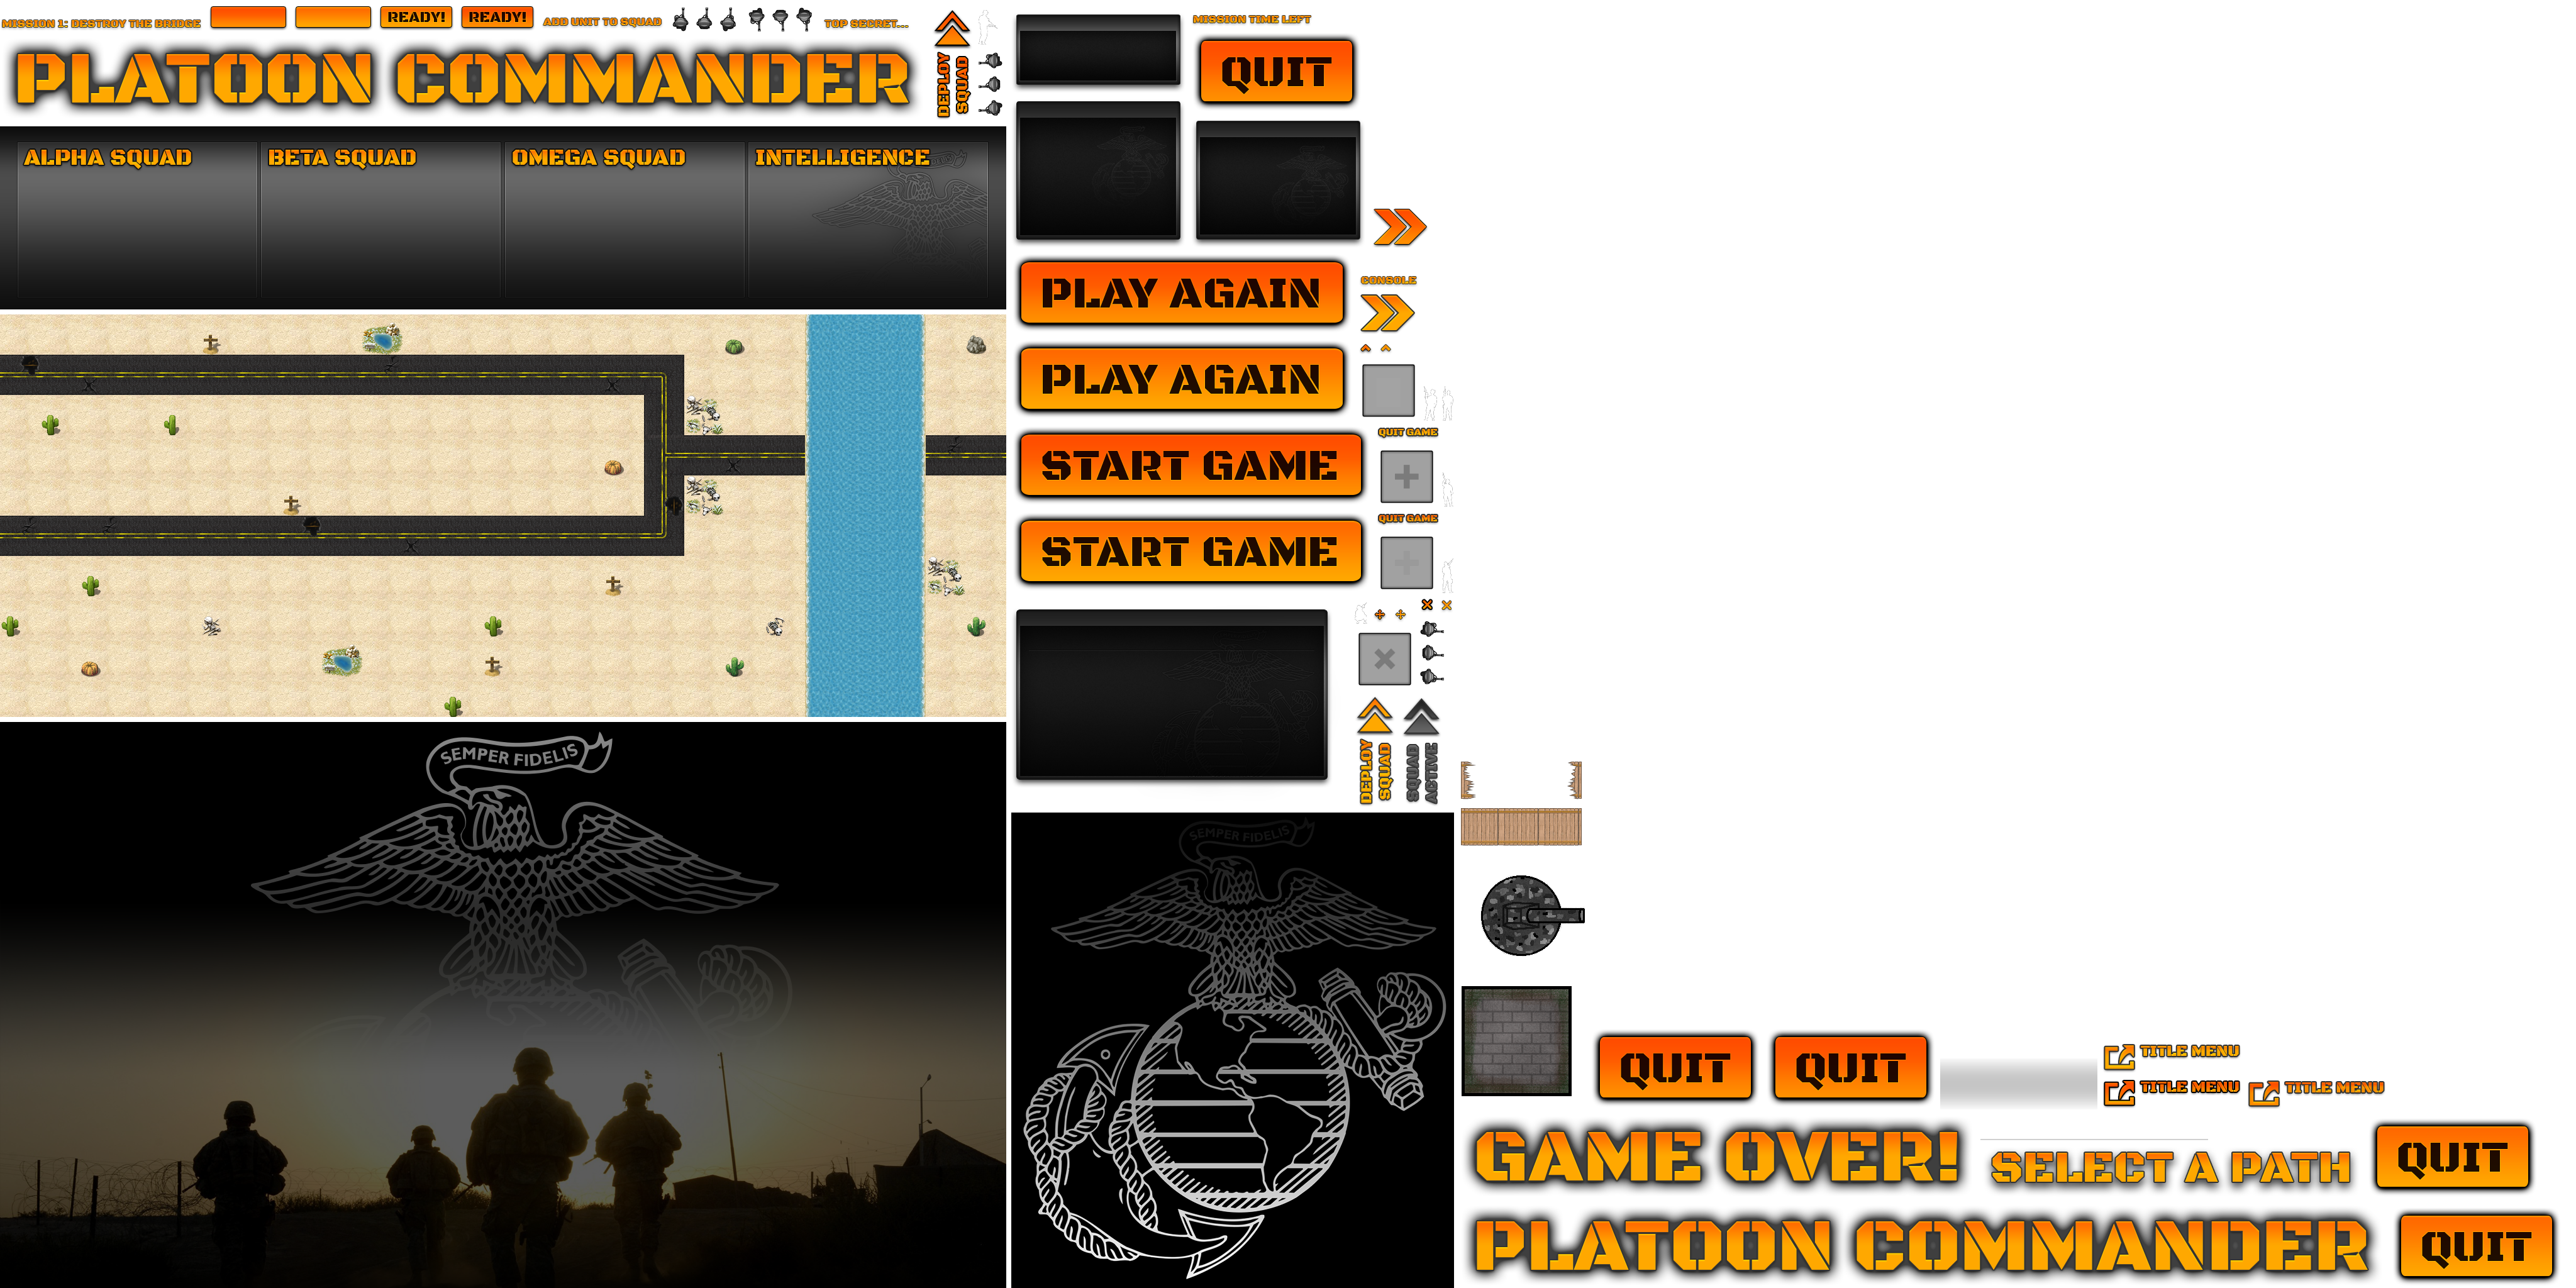 MISSION 1: DESTROY THE BRIDGE
READY!
READY!
ADD UNIT TO SQUAD
TOP SECRET...
PLATOON COMMANDER
DEPLOY
SQUAD
ALPHA SQUAD
BETA SQUAD
OMEGA SQUAD
INTELLIGENCE
SEMPER FIDELIS
MISSION TIME LEFT
QUIT
PLAY AGAIN
CONSOLE
PLAY AGAIN
QUIT GAME
START GAME
QUIT GAME
START GAME
DEPLOY
SQUAD
SQUAD
ACTIVE
SEMPER FIDELIS
QUIT
QUIT
TITLE MENU
TITLE MENU
TITLE MENU
GAME OVER!
SELECT A PATH
QUIT
PLATOON COMMANDER
QUIT